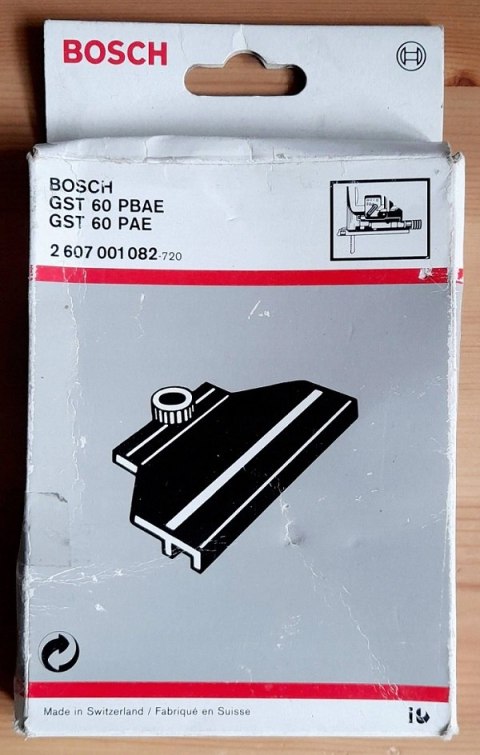 BOSCH
BOSCH
GST 60 PBAE
GST 60 PAE
2 607 001 082-720
Made in Switzerland / Fabriqué en Suisse